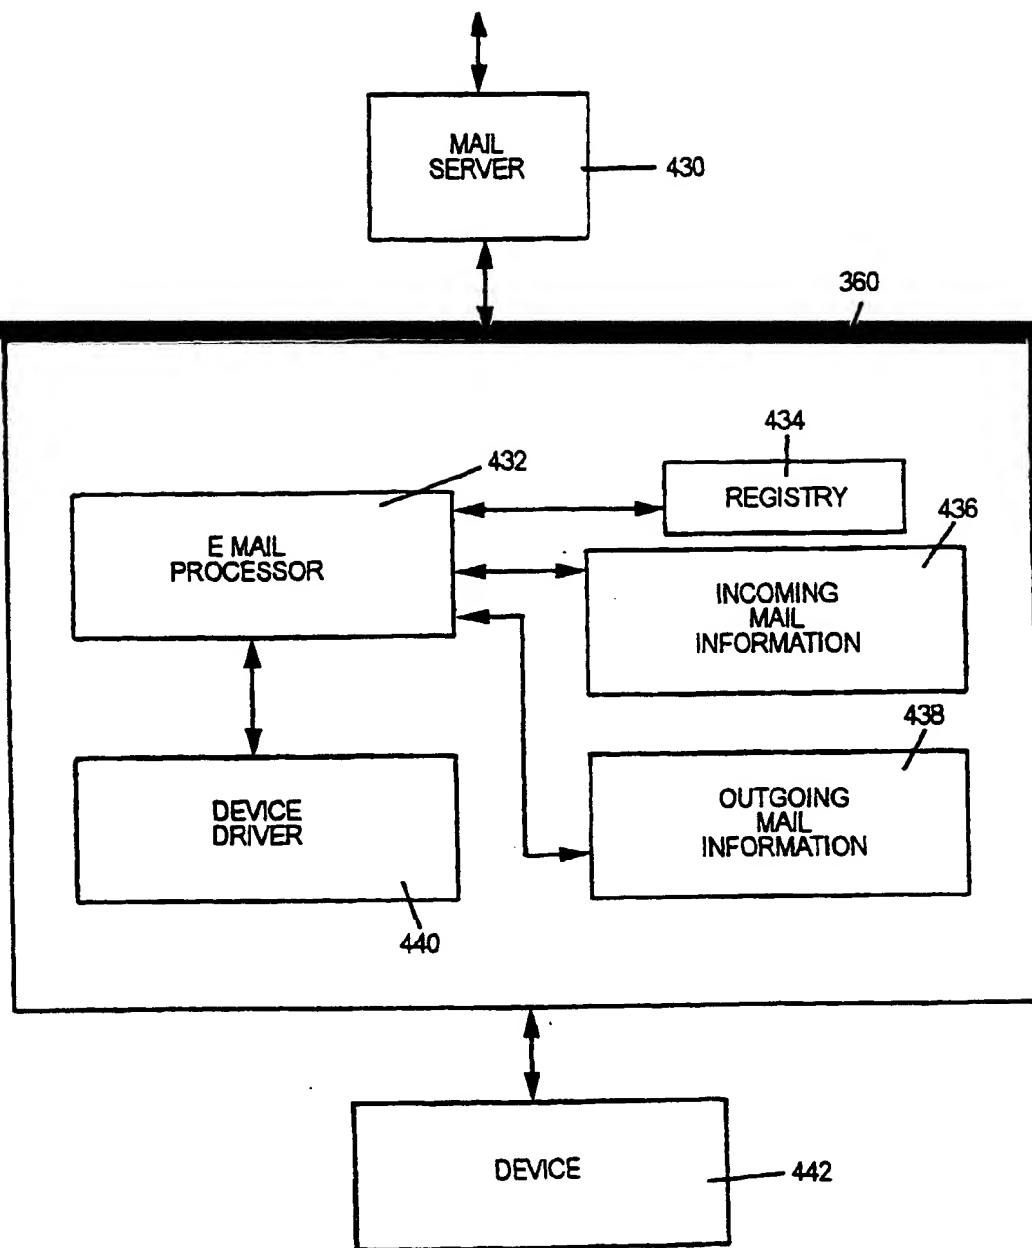 MAIL
SERVER
430
360
434
432
REGISTRY
436
E MAIL
PROCESSOR
INCOMING
MAIL
INFORMATION
438
DEVICE
DRIVER
OUTGOING
MAIL
INFORMATION
440
DEVICE
442